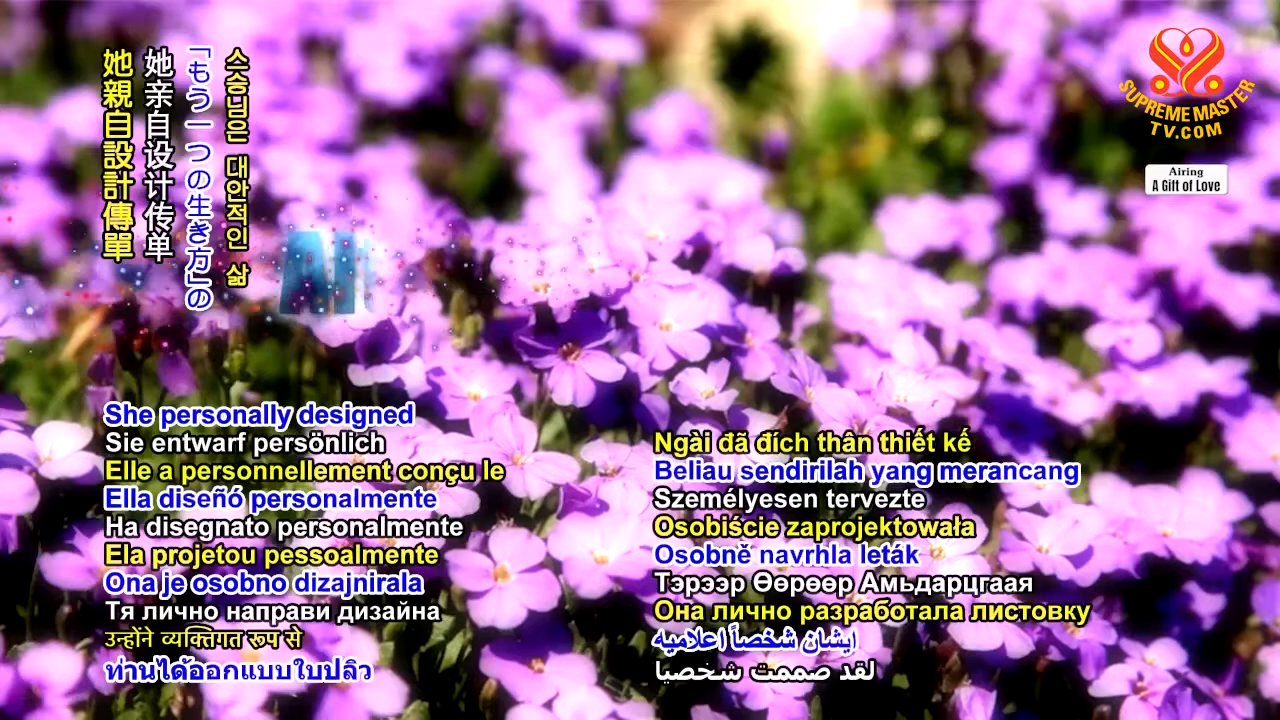 她親自設計傳單
她亲自设计传单
「もう一つの生き方」の
스승님은 대안적인 삶
SUPREME MASTER
TV.COM
Airing
A Gift of Love
She personally designed
Sie entwarf persönlich
Elle a personnellement conçu le
Ella diseñó personalmente
Ha disegnato personalmente
Ela projetou pessoalmente
Ona je osobno dizajnirala
Тя лично направи дизайна
उन्होंने व्यक्तिगत रूप से
ท่านได้ออกแบบใบปลิว
Ngài đã đích thân thiết kế
Beliau sendirilah yang merancang
Személyesen tervezte
Osobiście zaprojektowała
Osobně navrhla leták
Тэрээр Өөрөөр Амьдарцгаая
Она лично разработала листовку
ایشان شخصاً اعلامیه
لقد صممت شخصيا